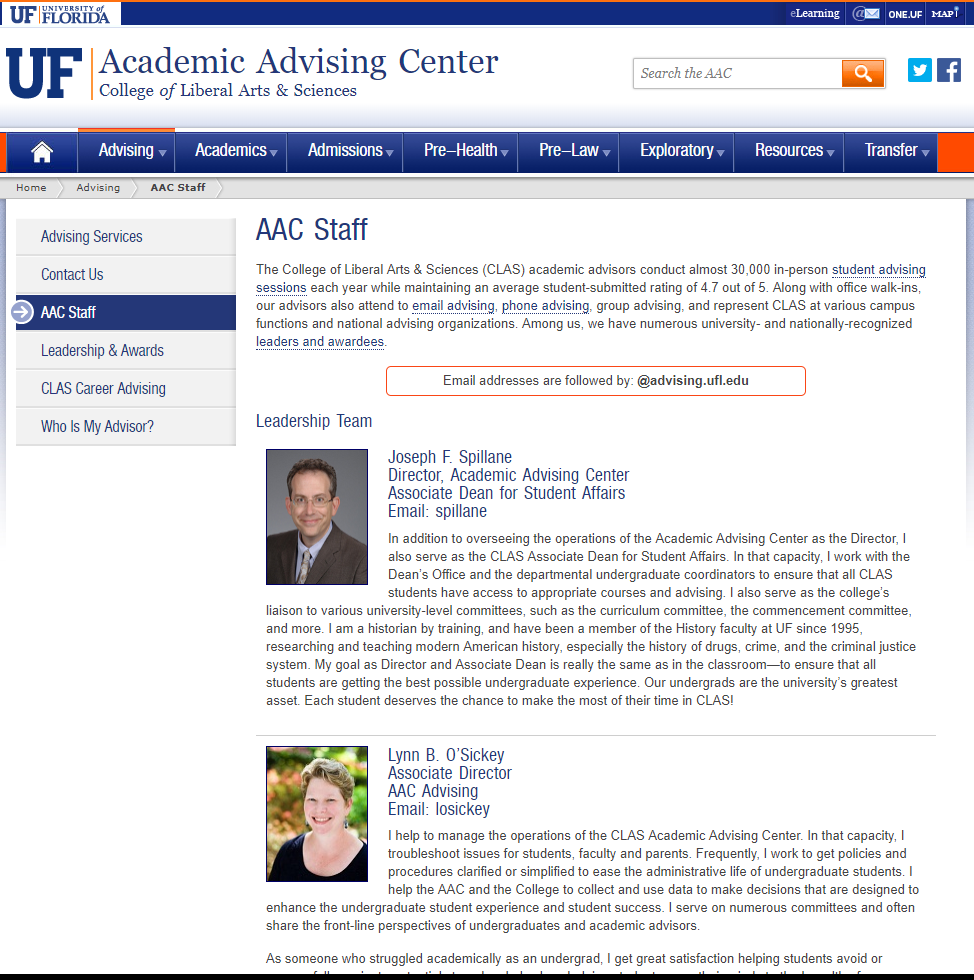 UF UNIVERSITY of FLORIDA
eLearning @ ONE.UF MAP
UF Academic Advising Center
College of Liberal Arts & Sciences
Search the AAC
Advising Academics Admissions Pre–Health Pre–Law Exploratory Resources Transfer
Home Advising AAC Staff
Advising Services
Contact Us
AAC Staff
Leadership & Awards
CLAS Career Advising
Who Is My Advisor?
AAC Staff
The College of Liberal Arts & Sciences (CLAS) academic advisors conduct almost 30,000 in-person student advising
sessions each year while maintaining an average student-submitted rating of 4.7 out of 5. Along with office walk-ins,
our advisors also attend to email advising, phone advising, group advising, and represent CLAS at various campus
functions and national advising organizations. Among us, we have numerous university- and nationally-recognized
leaders and awardees.
Email addresses are followed by: @advising.ufl.edu
Leadership Team
Joseph F. Spillane
Director, Academic Advising Center
Associate Dean for Student Affairs
Email: spillane
In addition to overseeing the operations of the Academic Advising Center as the Director, I
also serve as the CLAS Associate Dean for Student Affairs. In that capacity, I work with the
Dean’s Office and the departmental undergraduate coordinators to ensure that all CLAS
students have access to appropriate courses and advising. I also serve as the college’s
liaison to various university-level committees, such as the curriculum committee, the commencement committee,
and more. I am a historian by training, and have been a member of the History faculty at UF since 1995,
researching and teaching modern American history, especially the history of drugs, crime, and the criminal justice
system. My goal as Director and Associate Dean is really the same as in the classroom—to ensure that all
students are getting the best possible undergraduate experience. Our undergrads are the university’s greatest
asset. Each student deserves the chance to make the most of their time in CLAS!
Lynn B. O’Sickey
Associate Director
AAC Advising
Email: losickey
I help to manage the operations of the CLAS Academic Advising Center. In that capacity, I
troubleshoot issues for students, faculty and parents. Frequently, I work to get policies and
procedures clarified or simplified to ease the administrative life of undergraduate students. I
help the AAC and the College to collect and use data to make decisions that are designed to
enhance the undergraduate student experience and student success. I serve on numerous committees and often
share the front-line perspectives of undergraduates and academic advisors.
As someone who struggled academically as an undergrad, I get great satisfaction helping students avoid or